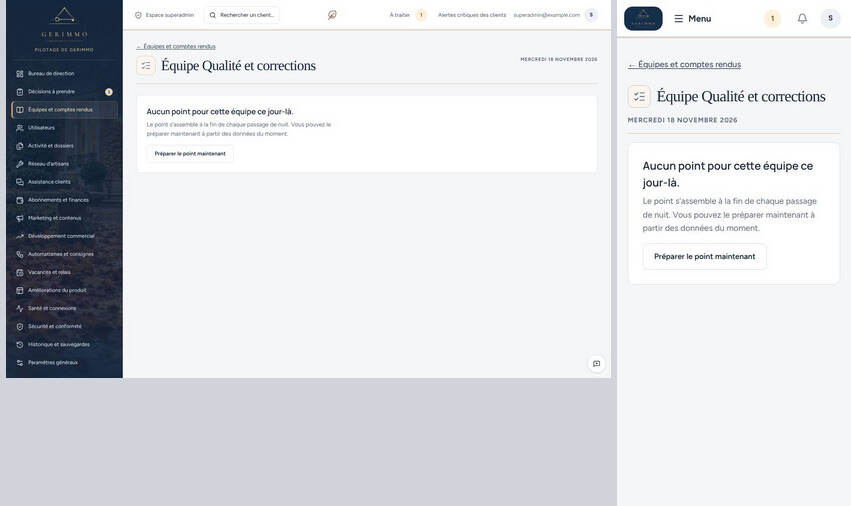 GERIMMO
PILOTAGE DE GERIMMO
Bureau de direction
Décisions à prendre 1
Équipes et comptes rendus
Utilisateurs
Activité et dossiers
Réseau d'artisans
Assistance clients
Abonnements et finances
Marketing et contenus
Développement commercial
Automatismes et consignes
Vacances et relais
Améliorations du produit
Santé et connexions
Sécurité et conformité
Historique et sauvegardes
Paramètres généraux
Espace superadmin
Rechercher un client…
À traiter 1
Alertes critiques des clients
superadmin@example.com
S
← Équipes et comptes rendus
Équipe Qualité et corrections
MERCREDI 18 NOVEMBRE 2026
Aucun point pour cette équipe ce jour-là.
Le point s'assemble à la fin de chaque passage de nuit. Vous pouvez le
préparer maintenant à partir des données du moment.
Préparer le point maintenant
GERIMMO
Menu
1
S
← Équipes et comptes rendus
Équipe Qualité et corrections
MERCREDI 18 NOVEMBRE 2026
Aucun point pour cette équipe ce
jour-là.
Le point s'assemble à la fin de chaque passage
de nuit. Vous pouvez le préparer maintenant à
partir des données du moment.
Préparer le point maintenant